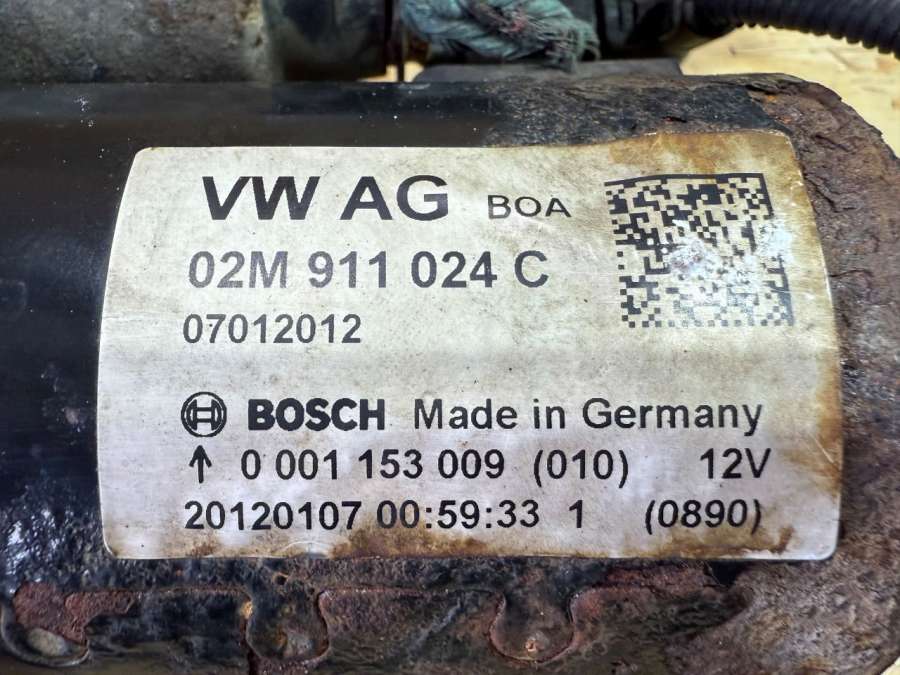 VW AG BOA
02M 911 024 C
07012012
BOSCH Made in Germany
↑ 0 001 153 009 (010) 12V
20120107 00:59:33 1 (0890)